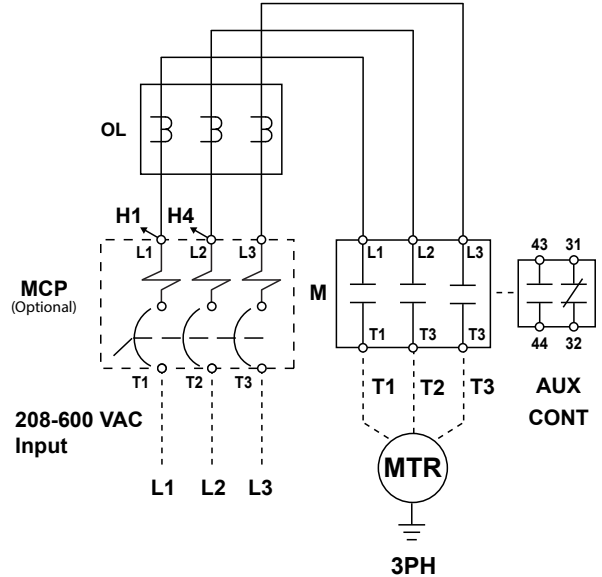 OL
H1 H4
L1 L2 L3
MCP
(Optional)
T1 T2 T3
208-600 VAC
Input
L1 L2 L3
L1 L2 L3
M
T1 T3 T3
T1 T2 T3
MTR
3PH
43 31
44 32
AUX
CONT